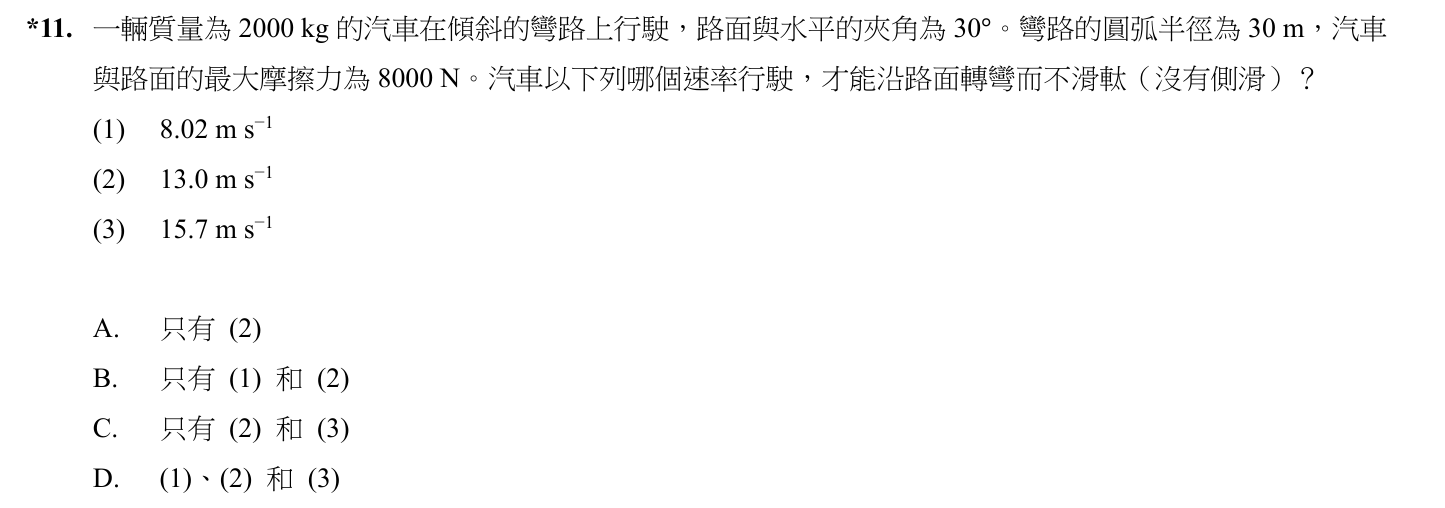 *11. 一輛質量為 2000 kg 的汽車在傾斜的彎路上行駛，路面與水平的夾角為 30°。彎路的圓弧半徑為 30 m，汽車
與路面的最大摩擦力為 8000 N。汽車以下列哪個速率行駛，才能沿路面轉彎而不滑軚（沒有側滑）？
(1) 8.02 m s⁻¹
(2) 13.0 m s⁻¹
(3) 15.7 m s⁻¹
A. 只有 (2)
B. 只有 (1) 和 (2)
C. 只有 (2) 和 (3)
D. (1)、(2) 和 (3)